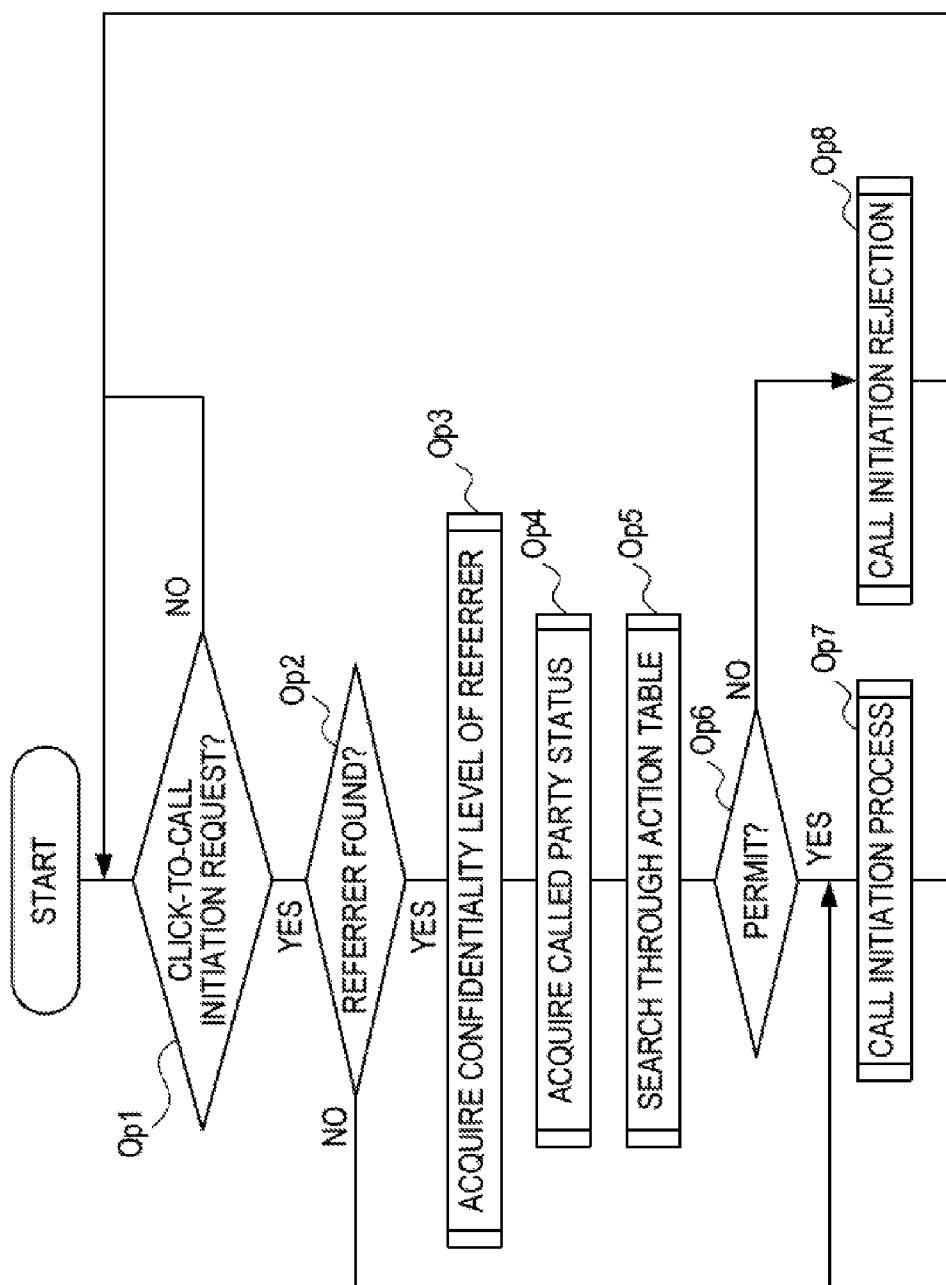 START
Op1
CLICK-TO-CALL
INITIATION REQUEST?
NO
YES
Op2
REFERRER FOUND?
NO
YES
Op3
ACQUIRE CONFIDENTIALITY LEVEL OF REFERRER
Op4
ACQUIRE CALLED PARTY STATUS
Op5
SEARCH THROUGH ACTION TABLE
Op6
PERMIT?
NO
YES
Op7
CALL INITIATION PROCESS
Op8
CALL INITIATION REJECTION